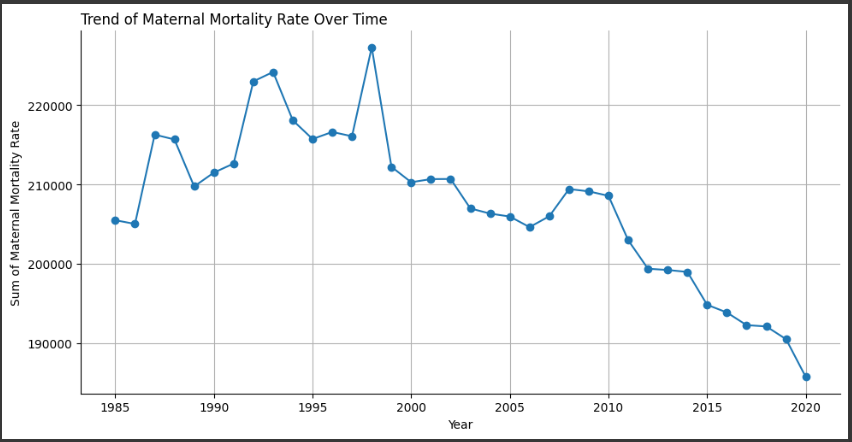 Trend of Maternal Mortality Rate Over Time
Sum of Maternal Mortality Rate
220000
210000
200000
190000
1985 1990 1995 2000 2005 2010 2015 2020
Year